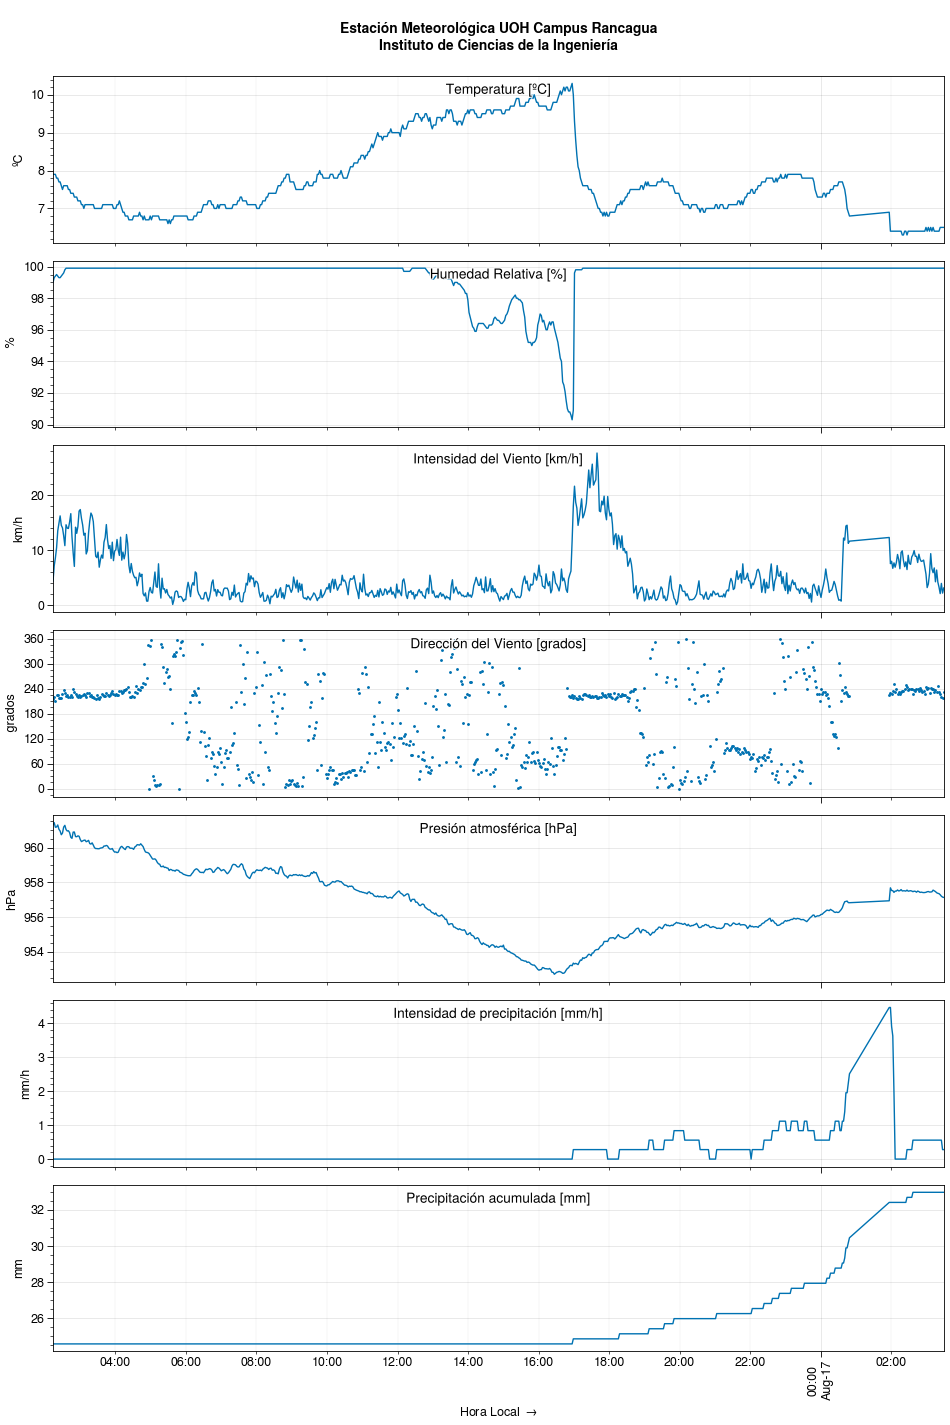 Estación Meteorológica UOH Campus Rancagua
Instituto de Ciencias de la Ingeniería
Temperatura [ºC]
10
9
8
7
ºC
Humedad Relativa [%]
100
98
96
94
92
90
%
Intensidad del Viento [km/h]
20
10
0
km/h
Dirección del Viento [grados]
360
300
240
180
120
60
0
grados
Presión atmosférica [hPa]
960
958
956
954
hPa
Intensidad de precipitación [mm/h]
4
3
2
1
0
mm/h
Precipitación acumulada [mm]
32
30
28
26
mm
04:00 06:00 08:00 10:00 12:00 14:00 16:00 18:00 20:00 22:00 00:00 02:00
Aug-17
Hora Local →